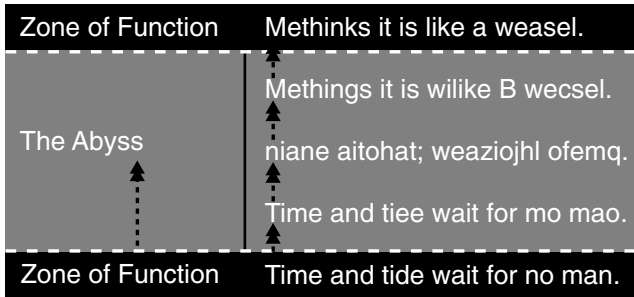 Zone of Function Methinks it is like a weasel.
Methings it is wilike B wecsel.
The Abyss
niane aitohat; weaziojhl ofemq.
Time and tiee wait for mo mao.
Zone of Function Time and tide wait for no man.